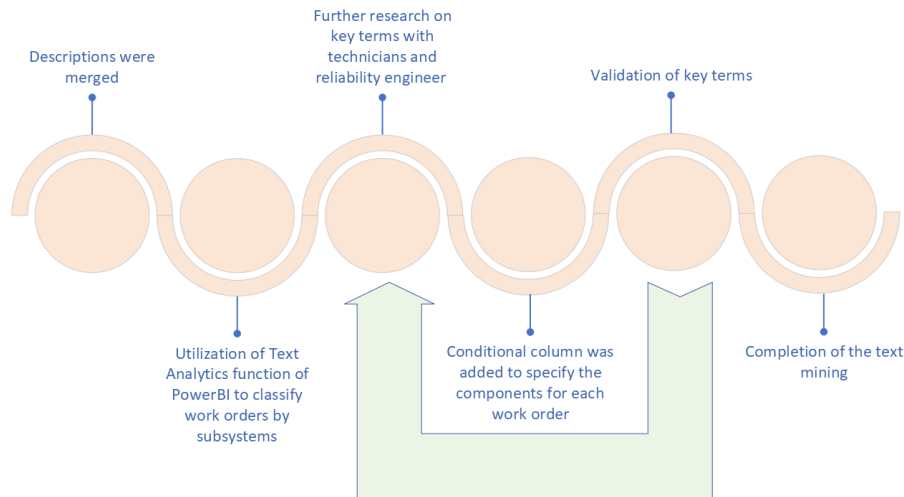 Descriptions were
merged
Utilization of Text
Analytics function of
PowerBI to classify
work orders by
subsystems
Further research on
key terms with
technicians and
reliability engineer
Conditional column was
added to specify the
components for each
work order
Validation of key terms
Completion of the text
mining